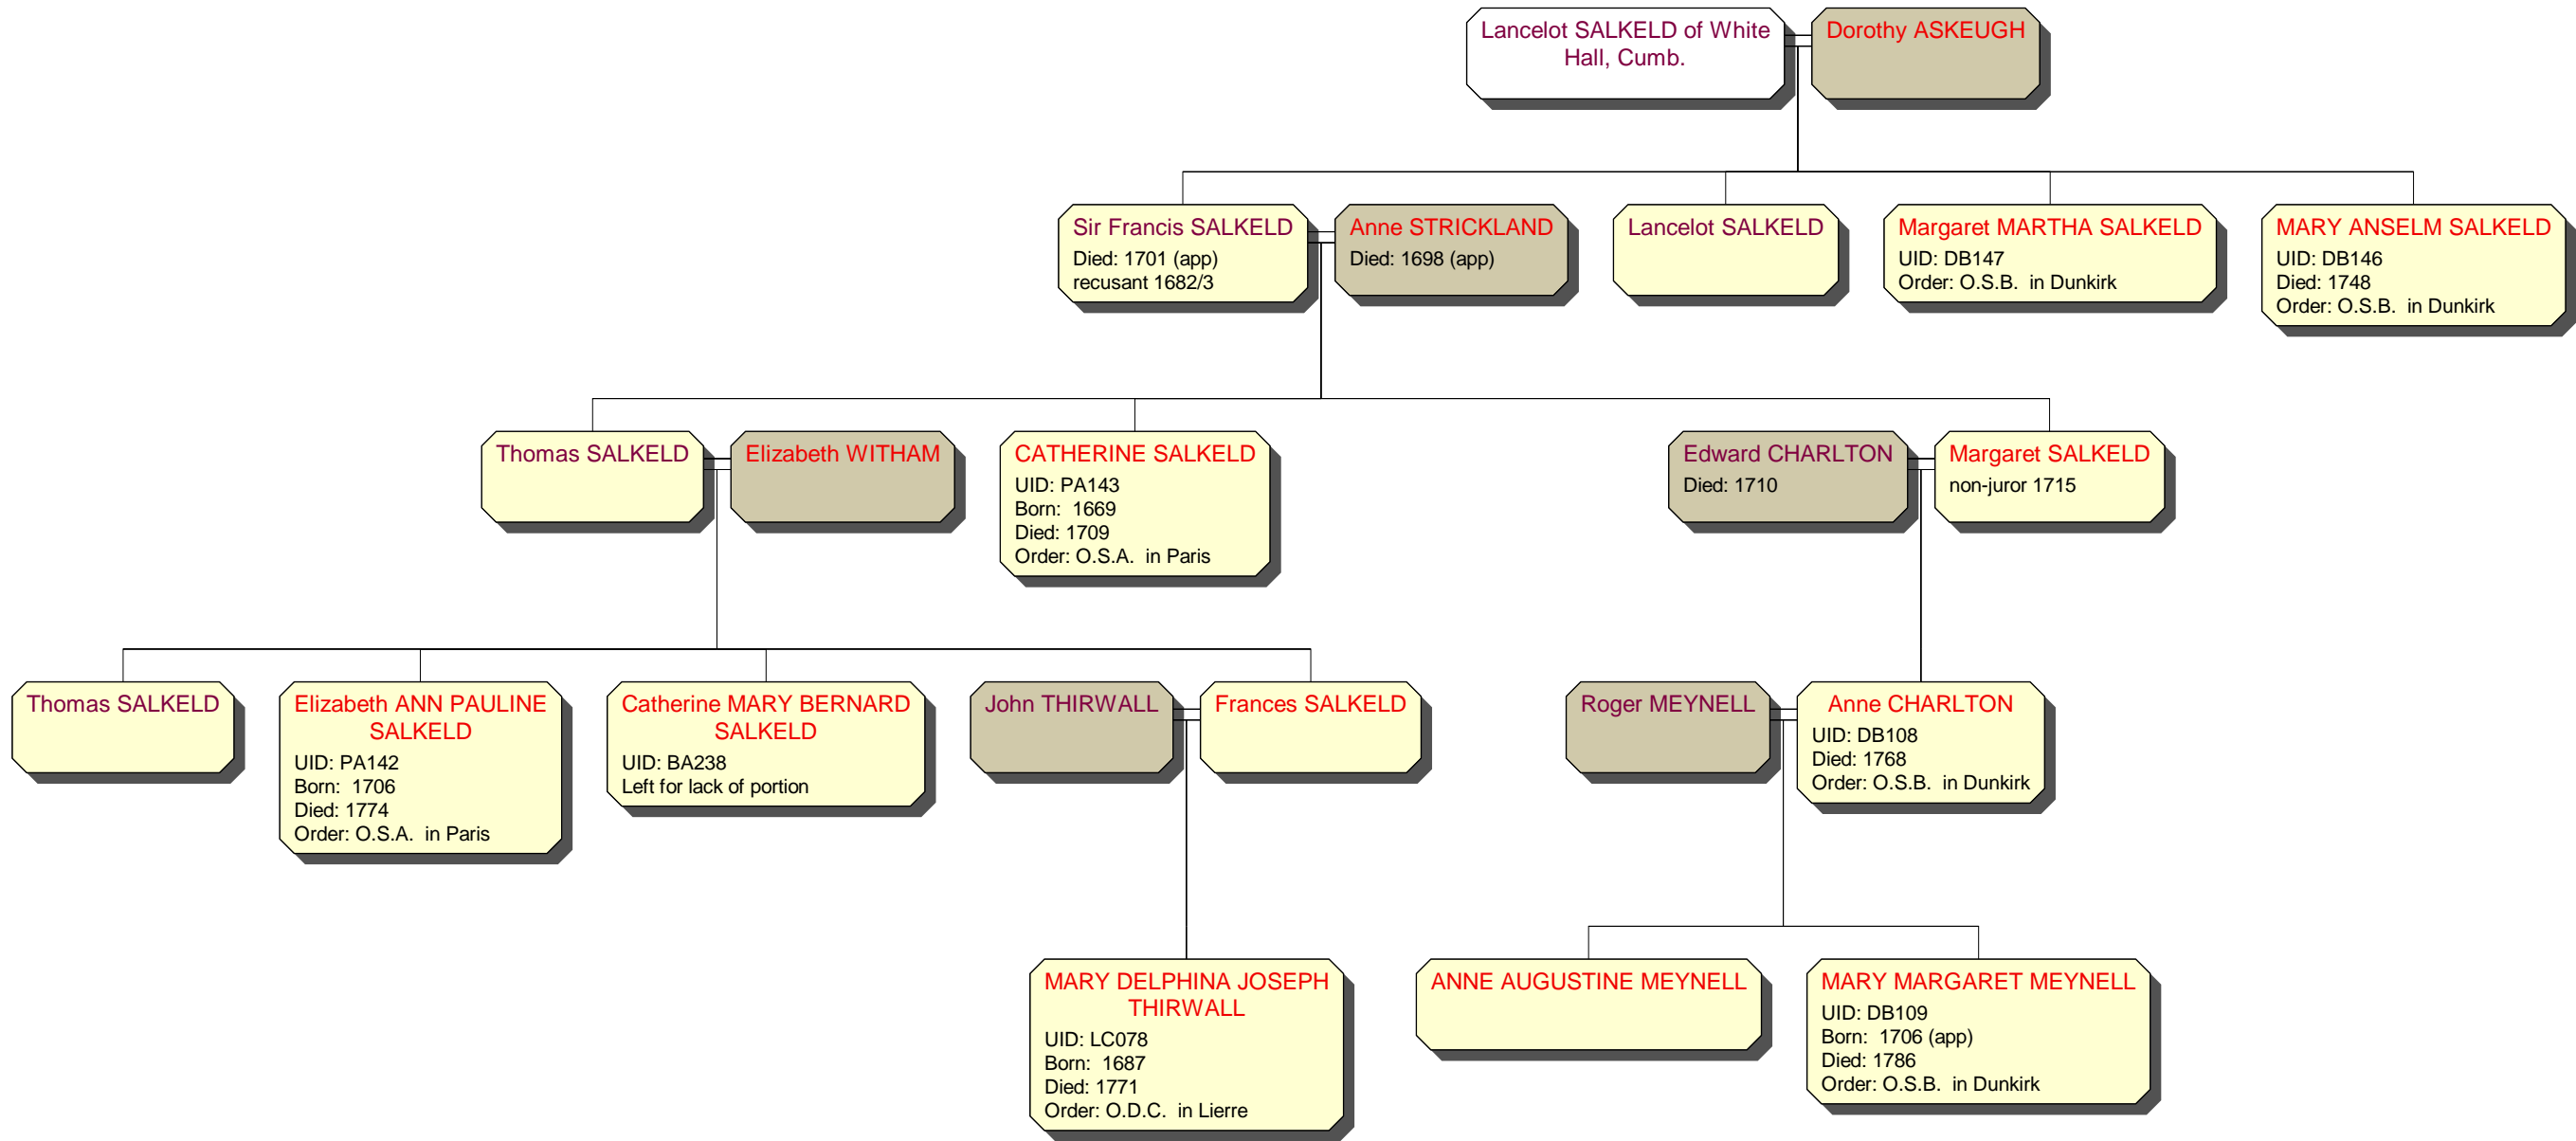 Lancelot SALKELD of White
Hall, Cumb.
Dorothy ASKEUGH
Sir Francis SALKELD
Died: 1701 (app)
recusant 1682/3
Anne STRICKLAND
Died: 1698 (app)
Lancelot SALKELD
Margaret MARTHA SALKELD
UID: DB147
Order: O.S.B. in Dunkirk
MARY ANSELM SALKELD
UID: DB146
Died: 1748
Order: O.S.B. in Dunkirk
Thomas SALKELD
Elizabeth WITHAM
CATHERINE SALKELD
UID: PA143
Born: 1669
Died: 1709
Order: O.S.A. in Paris
Edward CHARLTON
Died: 1710
Margaret SALKELD
non-juror 1715
Thomas SALKELD
Elizabeth ANN PAULINE
SALKELD
UID: PA142
Born: 1706
Died: 1774
Order: O.S.A. in Paris
Catherine MARY BERNARD
SALKELD
UID: BA238
Left for lack of portion
John THIRWALL
Frances SALKELD
Roger MEYNELL
Anne CHARLTON
UID: DB108
Died: 1768
Order: O.S.B. in Dunkirk
MARY DELPHINA JOSEPH
THIRWALL
UID: LC078
Born: 1687
Died: 1771
Order: O.D.C. in Lierre
ANNE AUGUSTINE MEYNELL
MARY MARGARET MEYNELL
UID: DB109
Born: 1706 (app)
Died: 1786
Order: O.S.B. in Dunkirk